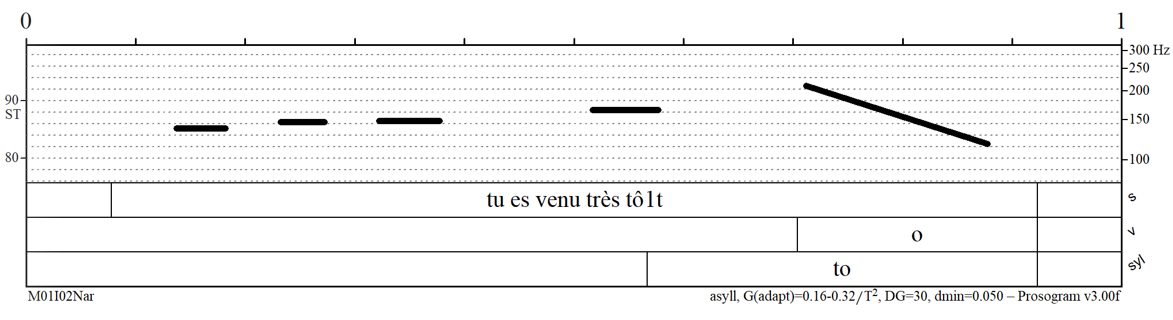 0 1
300 Hz
250
90 200
ST
150
80 100
tu es venu très tô1t s
o v
to syl
M01I02Nar asyll, G(adapt)=0.16-0.32/T², DG=30, dmin=0.050 – Prosogram v3.00f